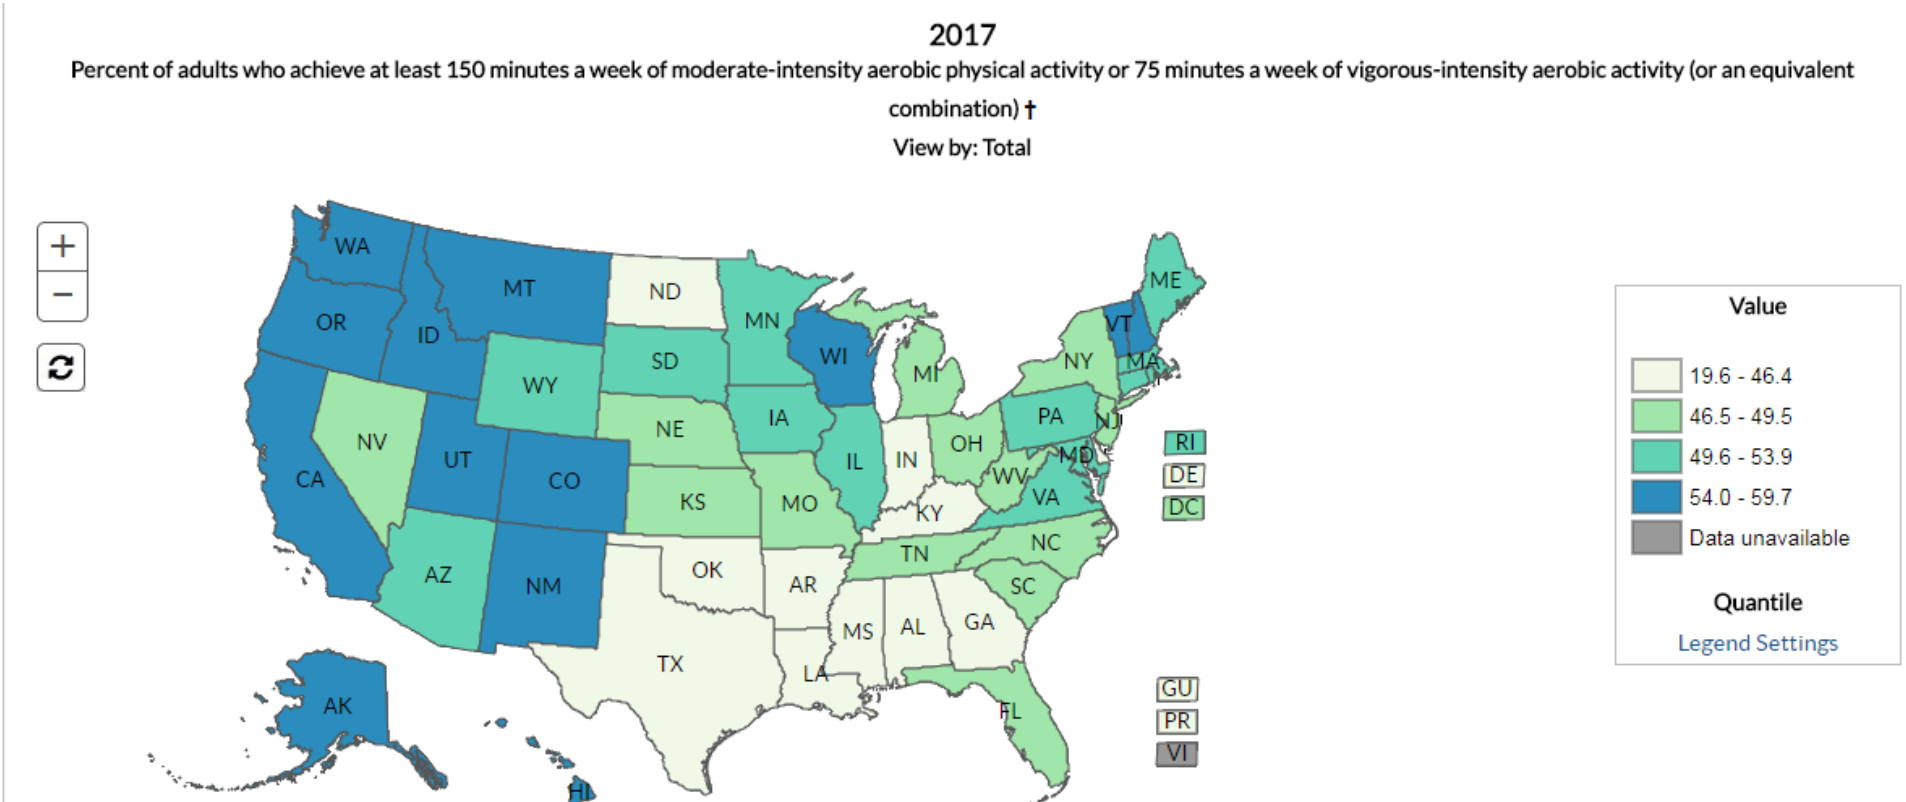 2017
Percent of adults who achieve at least 150 minutes a week of moderate-intensity aerobic physical activity or 75 minutes a week of vigorous-intensity aerobic activity (or an equivalent
combination) †
View by: Total
+
−
WA
MT
ND
MN
ME
OR
ID
WI
VT
SD
NY
MA
WY
MI
IA
PA
NE
NJ
NV
OH
UT
IL
IN
MD
CO
WV
CA
KS
MO
VA
KY
TN
NC
AZ
NM
OK
AR
SC
MS
AL
GA
TX
LA
FL
AK
HI
RI
DE
DC
GU
PR
VI
Value
19.6 - 46.4
46.5 - 49.5
49.6 - 53.9
54.0 - 59.7
Data unavailable
Quantile
Legend Settings